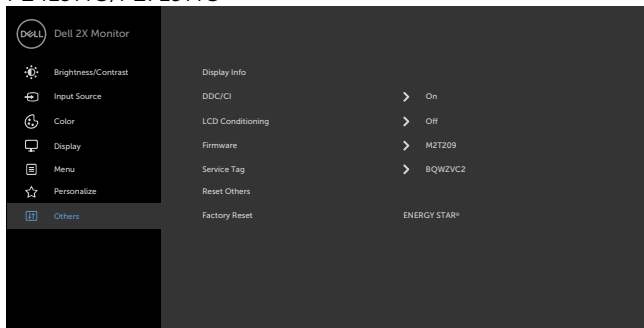 DELL Dell 2X Monitor
Brightness/Contrast Display Info
Input Source DDC/CI On
Color LCD Conditioning Off
Display Firmware M2T209
Menu Service Tag BQWZVC2
Personalize Reset Others
Others Factory Reset ENERGY STAR®